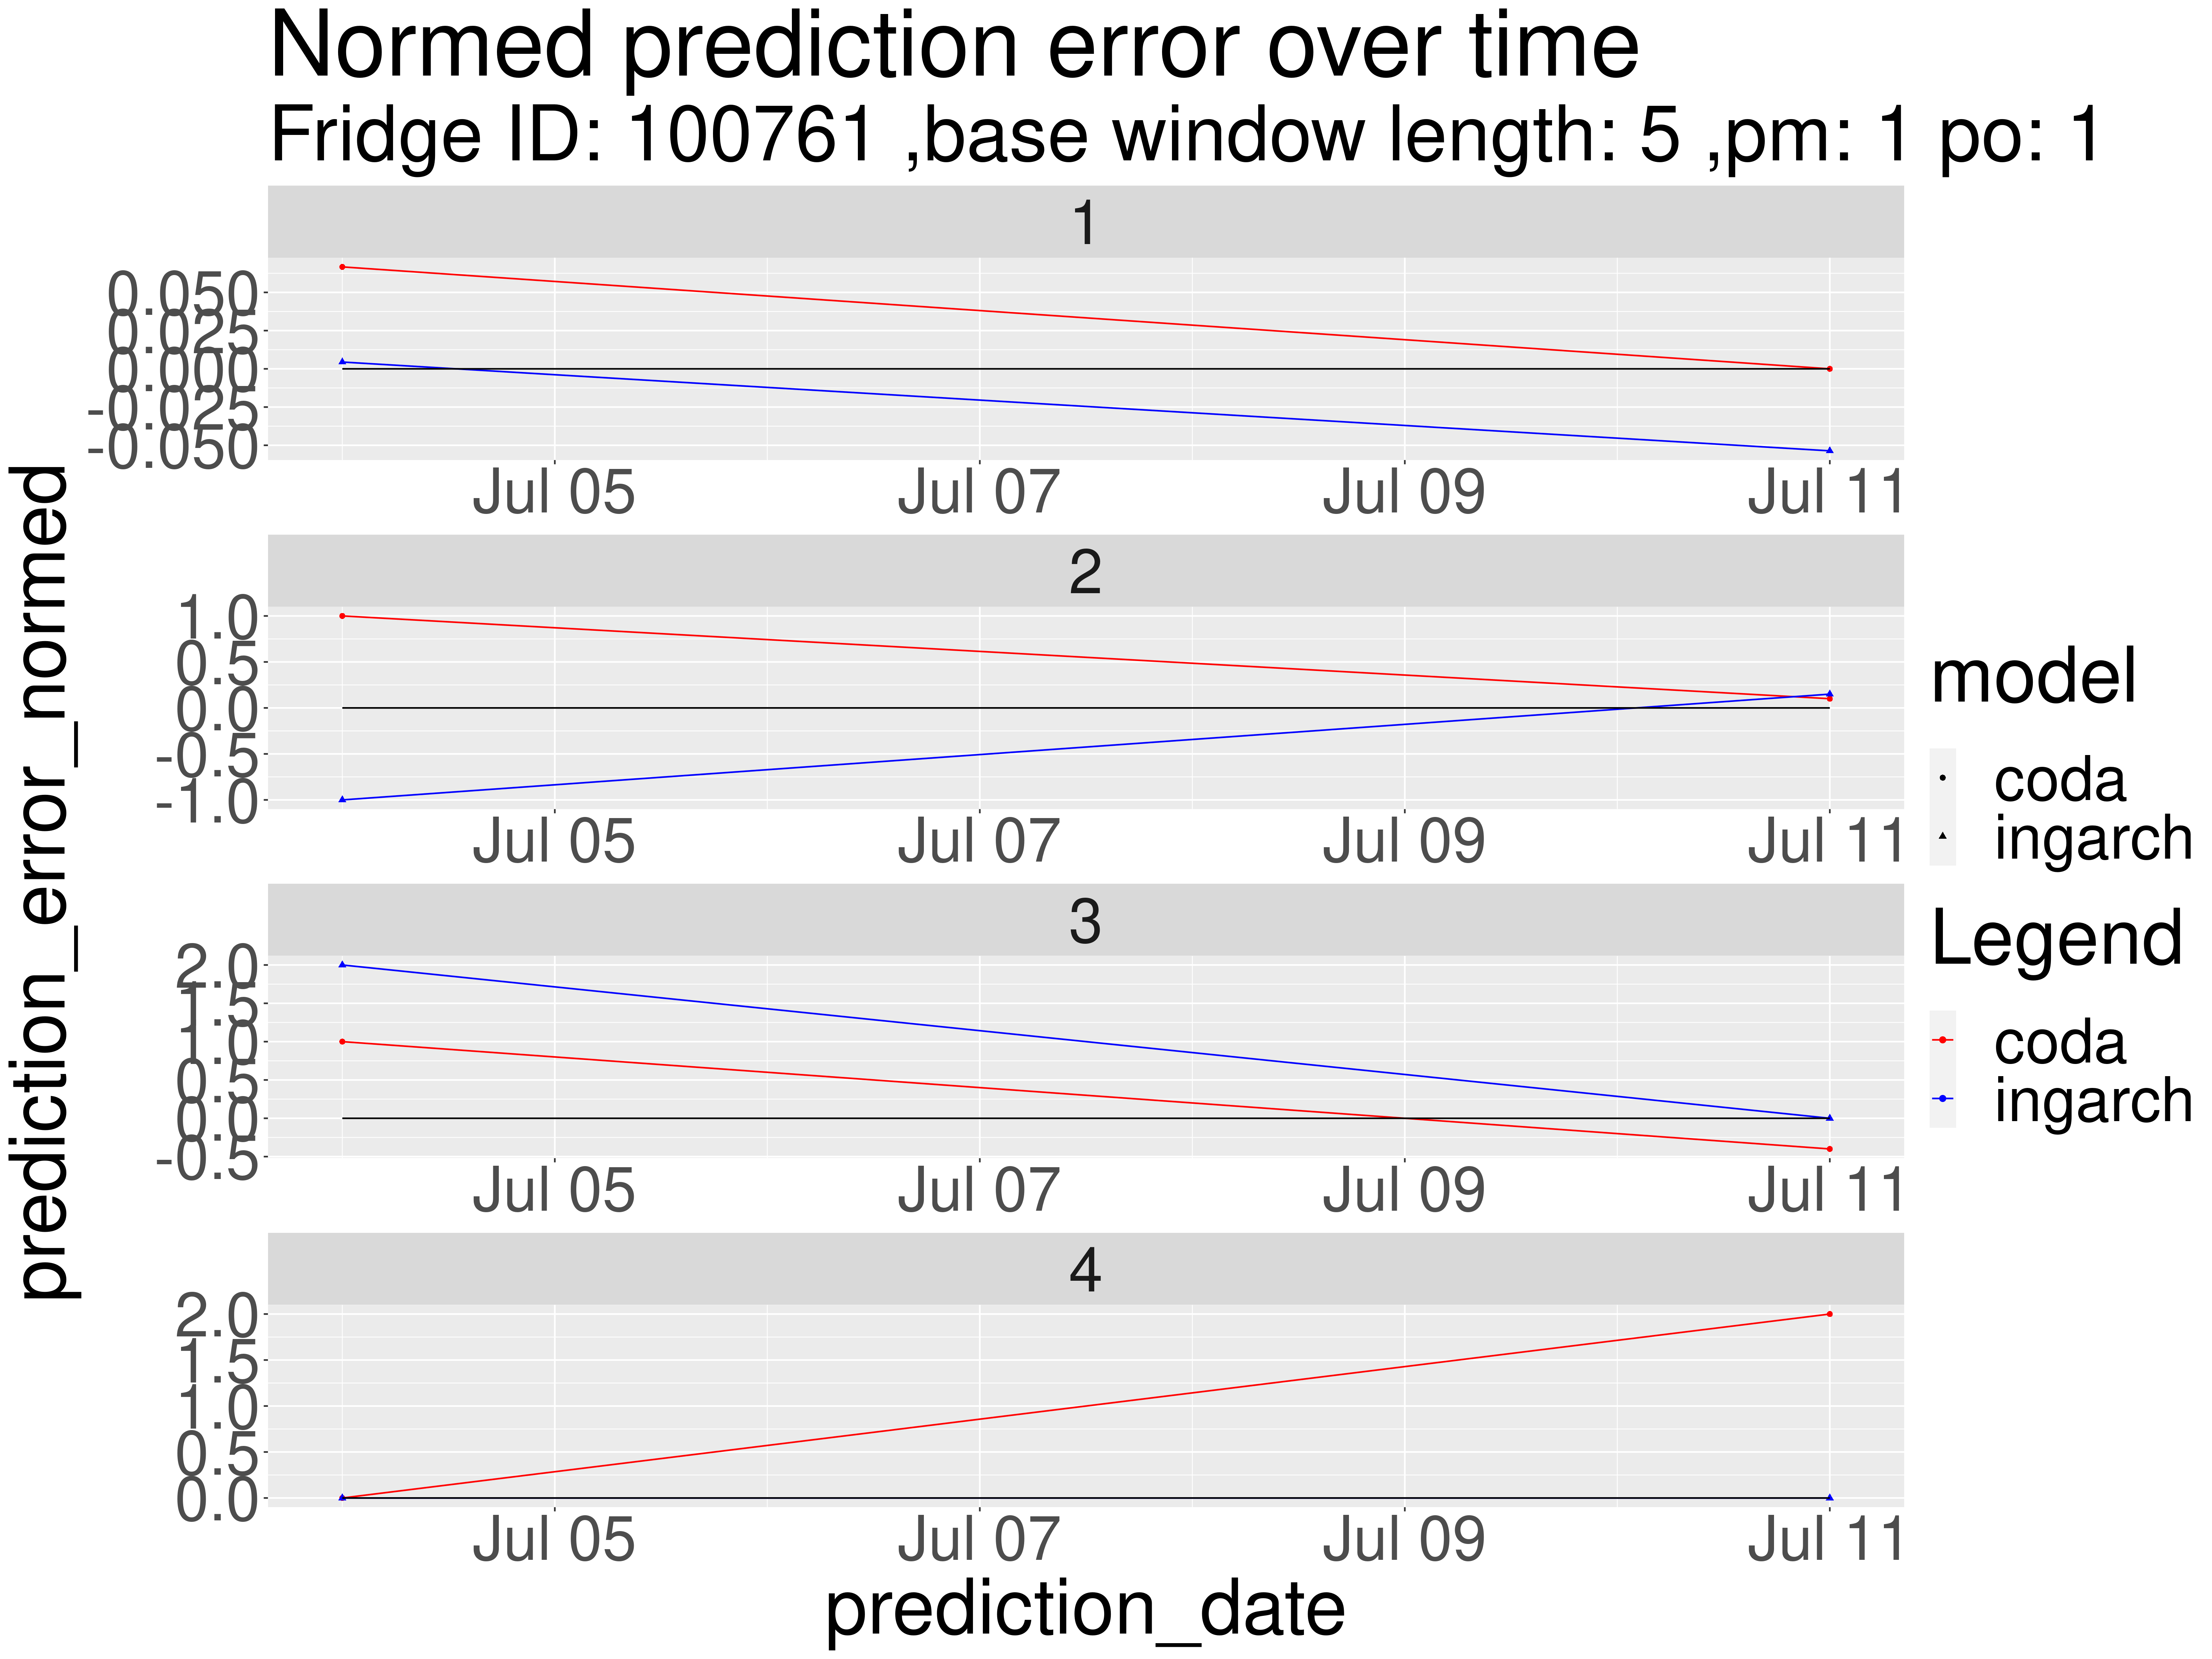 Normed prediction error over time
Fridge ID: 100761 ,base window length: 5 ,pm: 1 po: 1
prediction_error_normed
1
0.050
0.025
0.000
-0.025
-0.050
Jul 05 Jul 07 Jul 09 Jul 11
2
1.0
0.5
0.0
-0.5
-1.0
Jul 05 Jul 07 Jul 09 Jul 11
3
2.0
1.5
1.0
0.5
0.0
-0.5
Jul 05 Jul 07 Jul 09 Jul 11
4
2.0
1.5
1.0
0.5
0.0
Jul 05 Jul 07 Jul 09 Jul 11
prediction_date
model
coda
ingarch
Legend
coda
ingarch